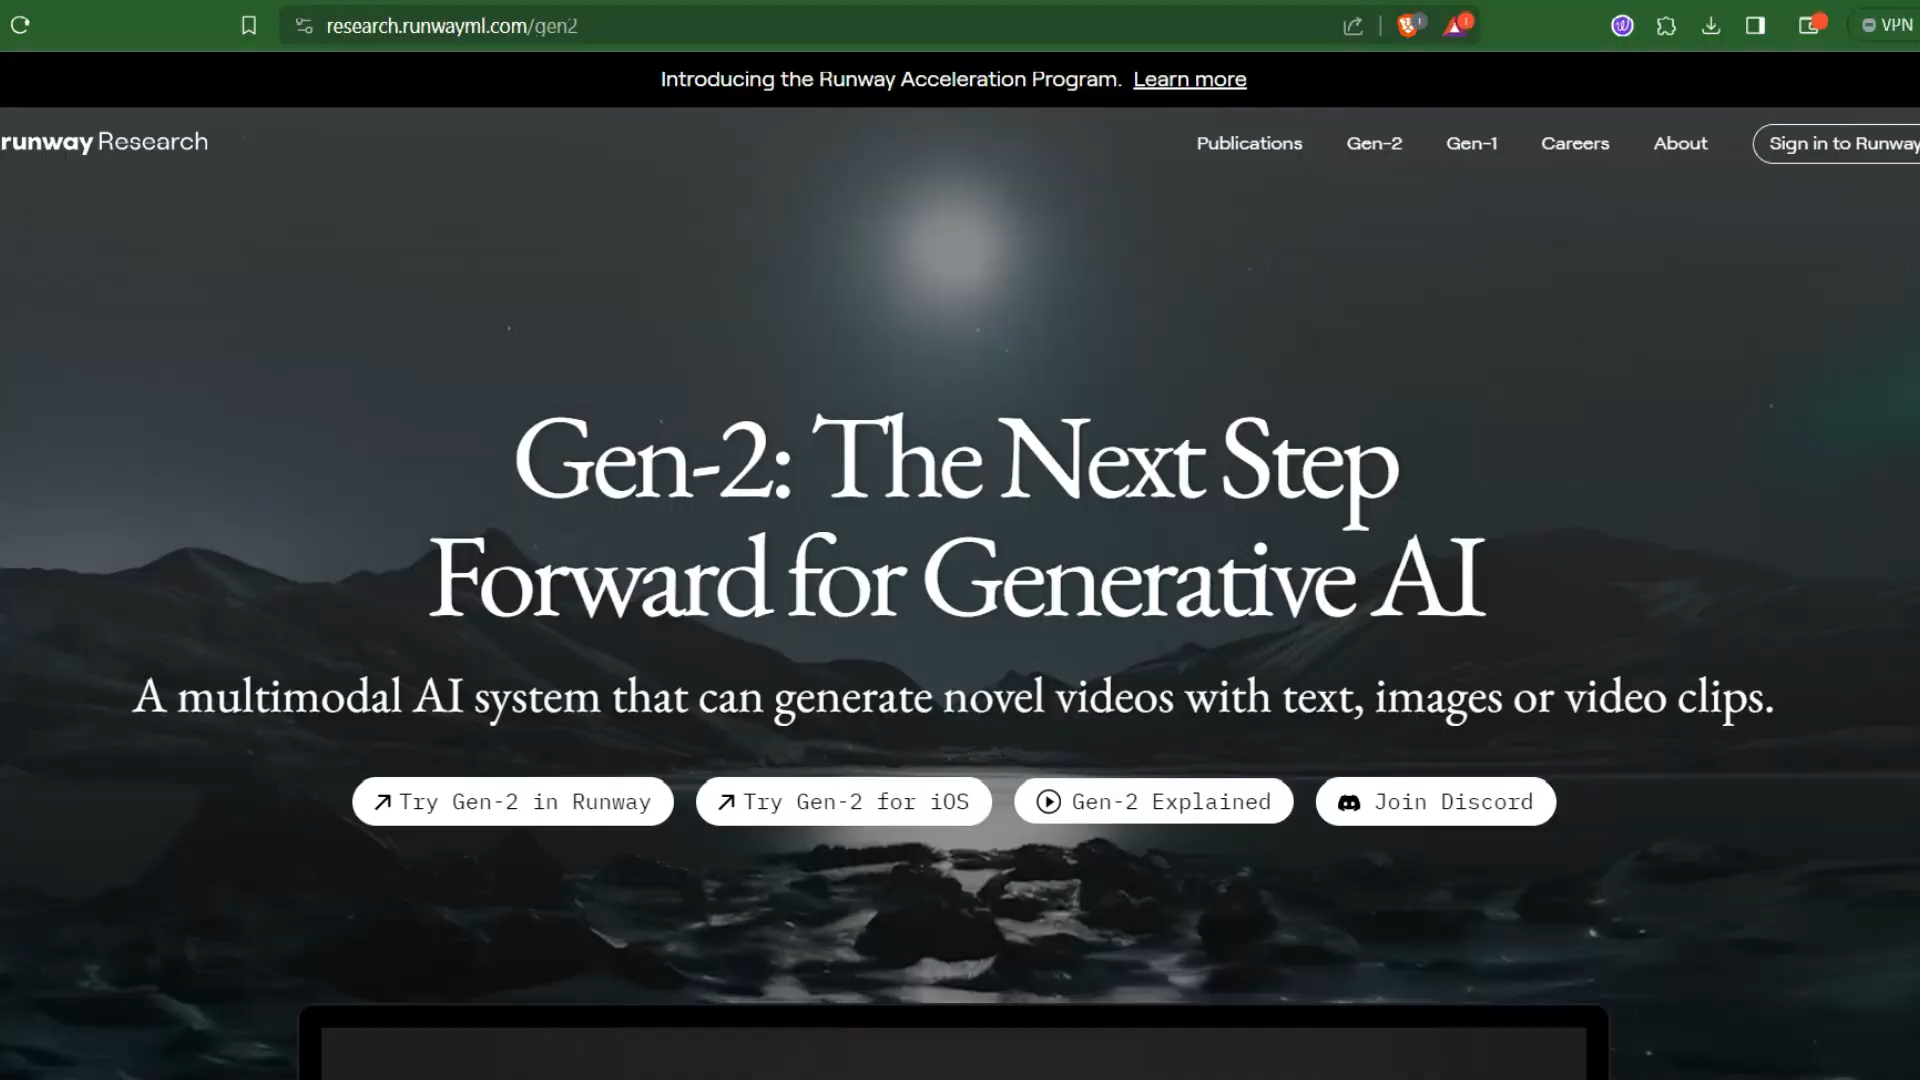 research.runwayml.com/gen2
1
1
VPN
Introducing the Runway Acceleration Program. Learn more
runway Research
Publications
Gen-2
Gen-1
Careers
About
Sign in to Runway
Gen-2: The Next Step
Forward for Generative AI
A multimodal AI system that can generate novel videos with text, images or video clips.
Try Gen-2 in Runway
Try Gen-2 for iOS
Gen-2 Explained
Join Discord